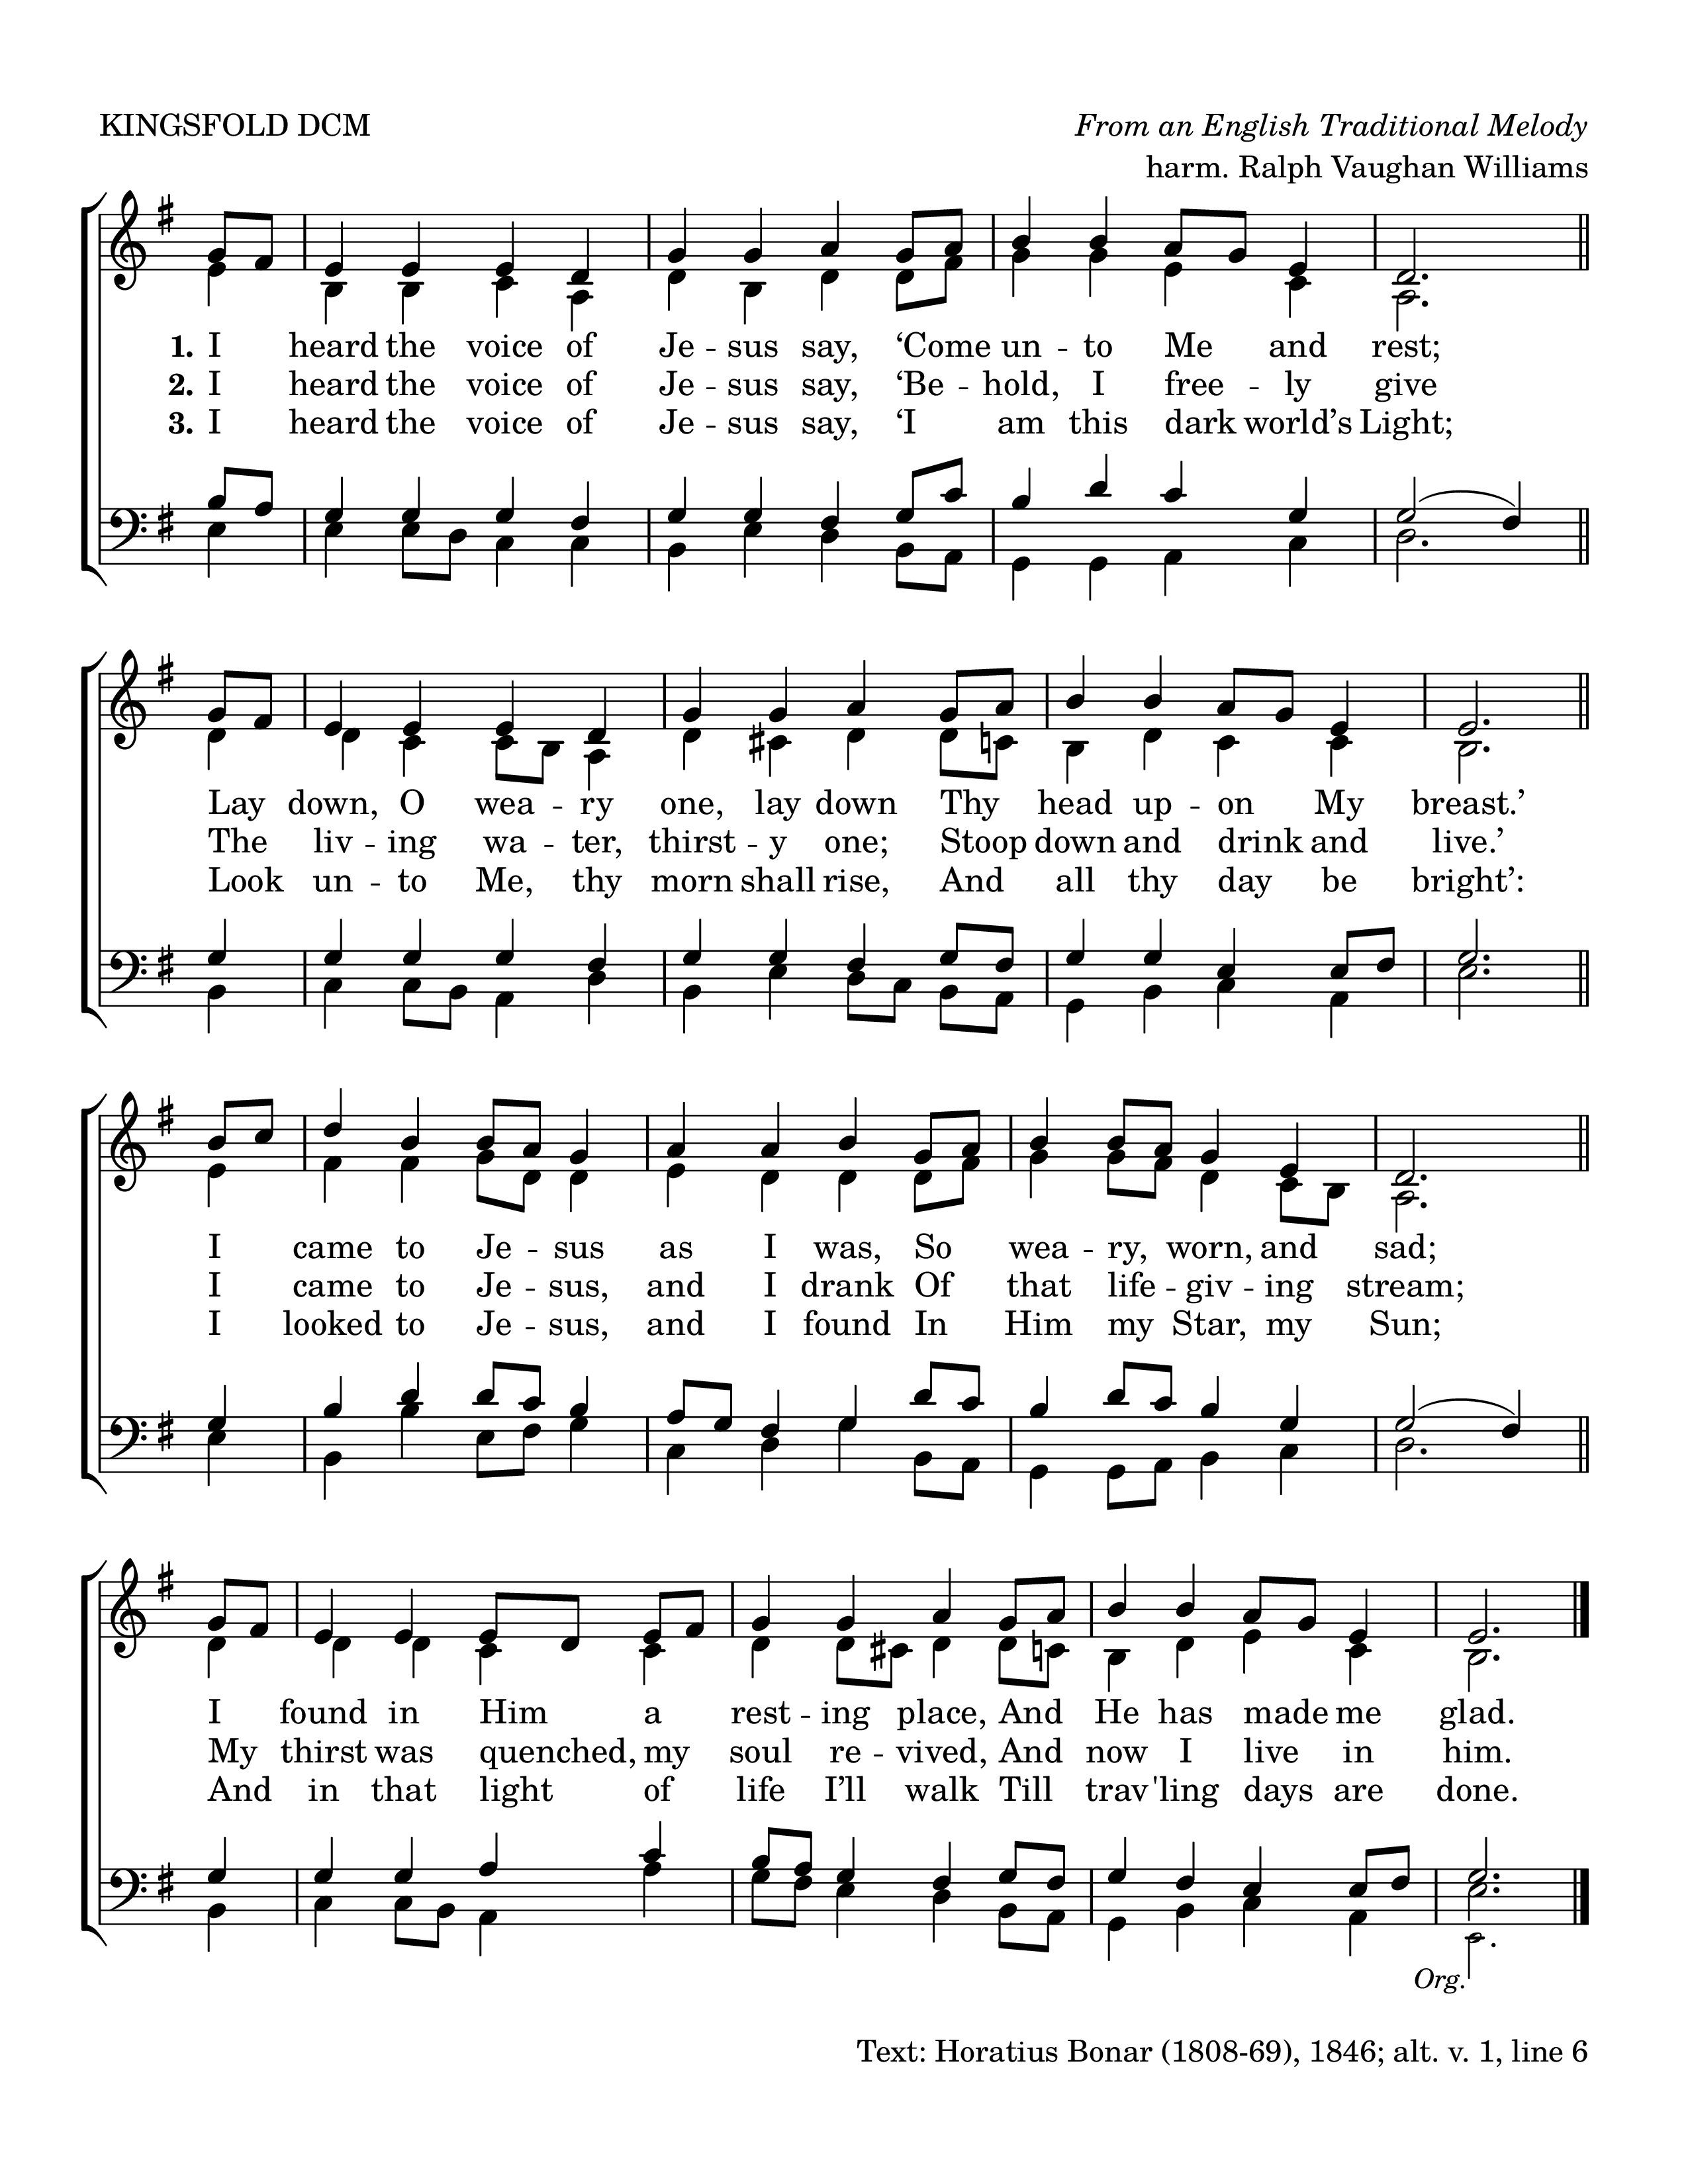 KINGSFOLD DCM
From an English Traditional Melody
harm. Ralph Vaughan Williams
1. I heard the voice of Je -- sus say, ‘Come un -- to Me and rest;
2. I heard the voice of Je -- sus say, ‘Be -- hold, I free -- ly give
3. I heard the voice of Je -- sus say, ‘I am this dark world’s Light;
Lay down, O wea -- ry one, lay down Thy head up -- on My breast.’
The liv -- ing wa -- ter, thirst -- y one; Stoop down and drink and live.’
Look un -- to Me, thy morn shall rise, And all thy day be bright’:
I came to Je -- sus as I was, So wea -- ry, worn, and sad;
I came to Je -- sus, and I drank Of that life -- giv -- ing stream;
I looked to Je -- sus, and I found In Him my Star, my Sun;
I found in Him a rest -- ing place, And He has made me glad.
My thirst was quenched, my soul re -- vived, And now I live in him.
And in that light of life I’ll walk Till trav 'ling days are done.
Org.
Text: Horatius Bonar (1808-69), 1846; alt. v. 1, line 6